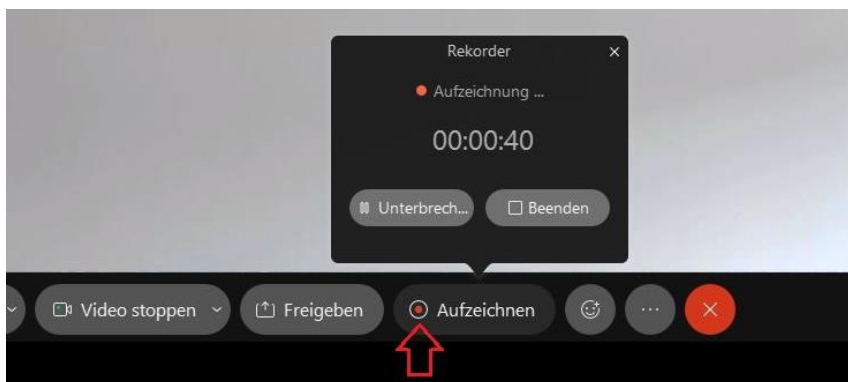 Rekorder
Aufzeichnung ...
00:00:40
Unterbrech...
Beenden
Video stoppen
Freigeben
Aufzeichnen